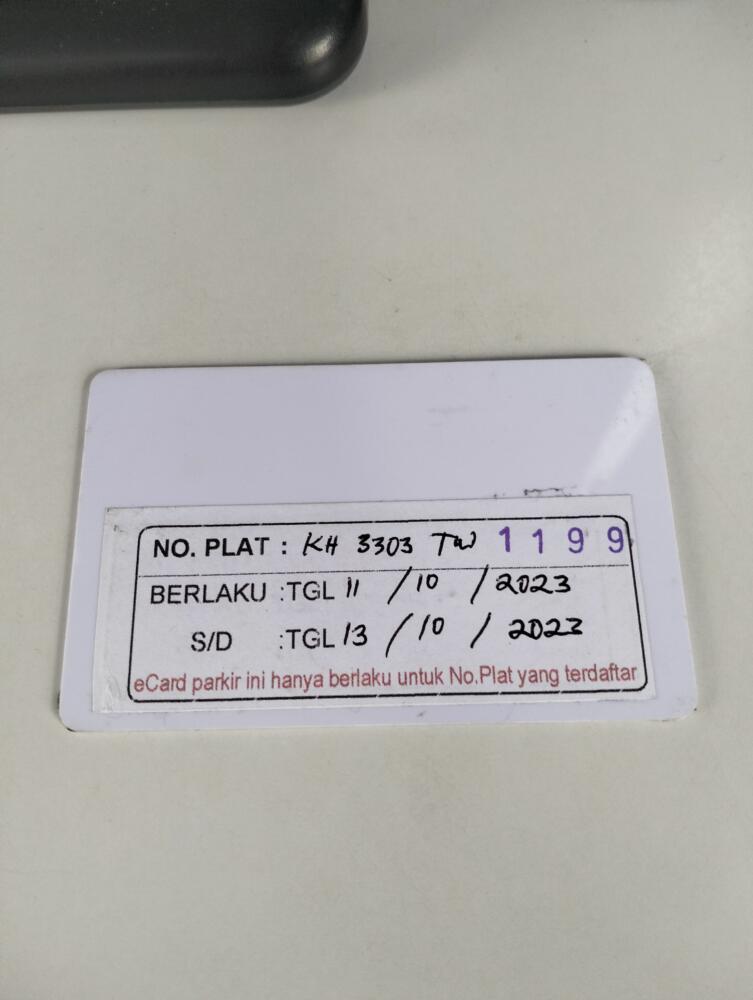 NO. PLAT : KH 3303 TW 1199
BERLAKU :TGL 11 / 10 / 2023
S/D :TGL 13 / 10 / 2023
eCard parkir ini hanya berlaku untuk No.Plat yang terdaftar